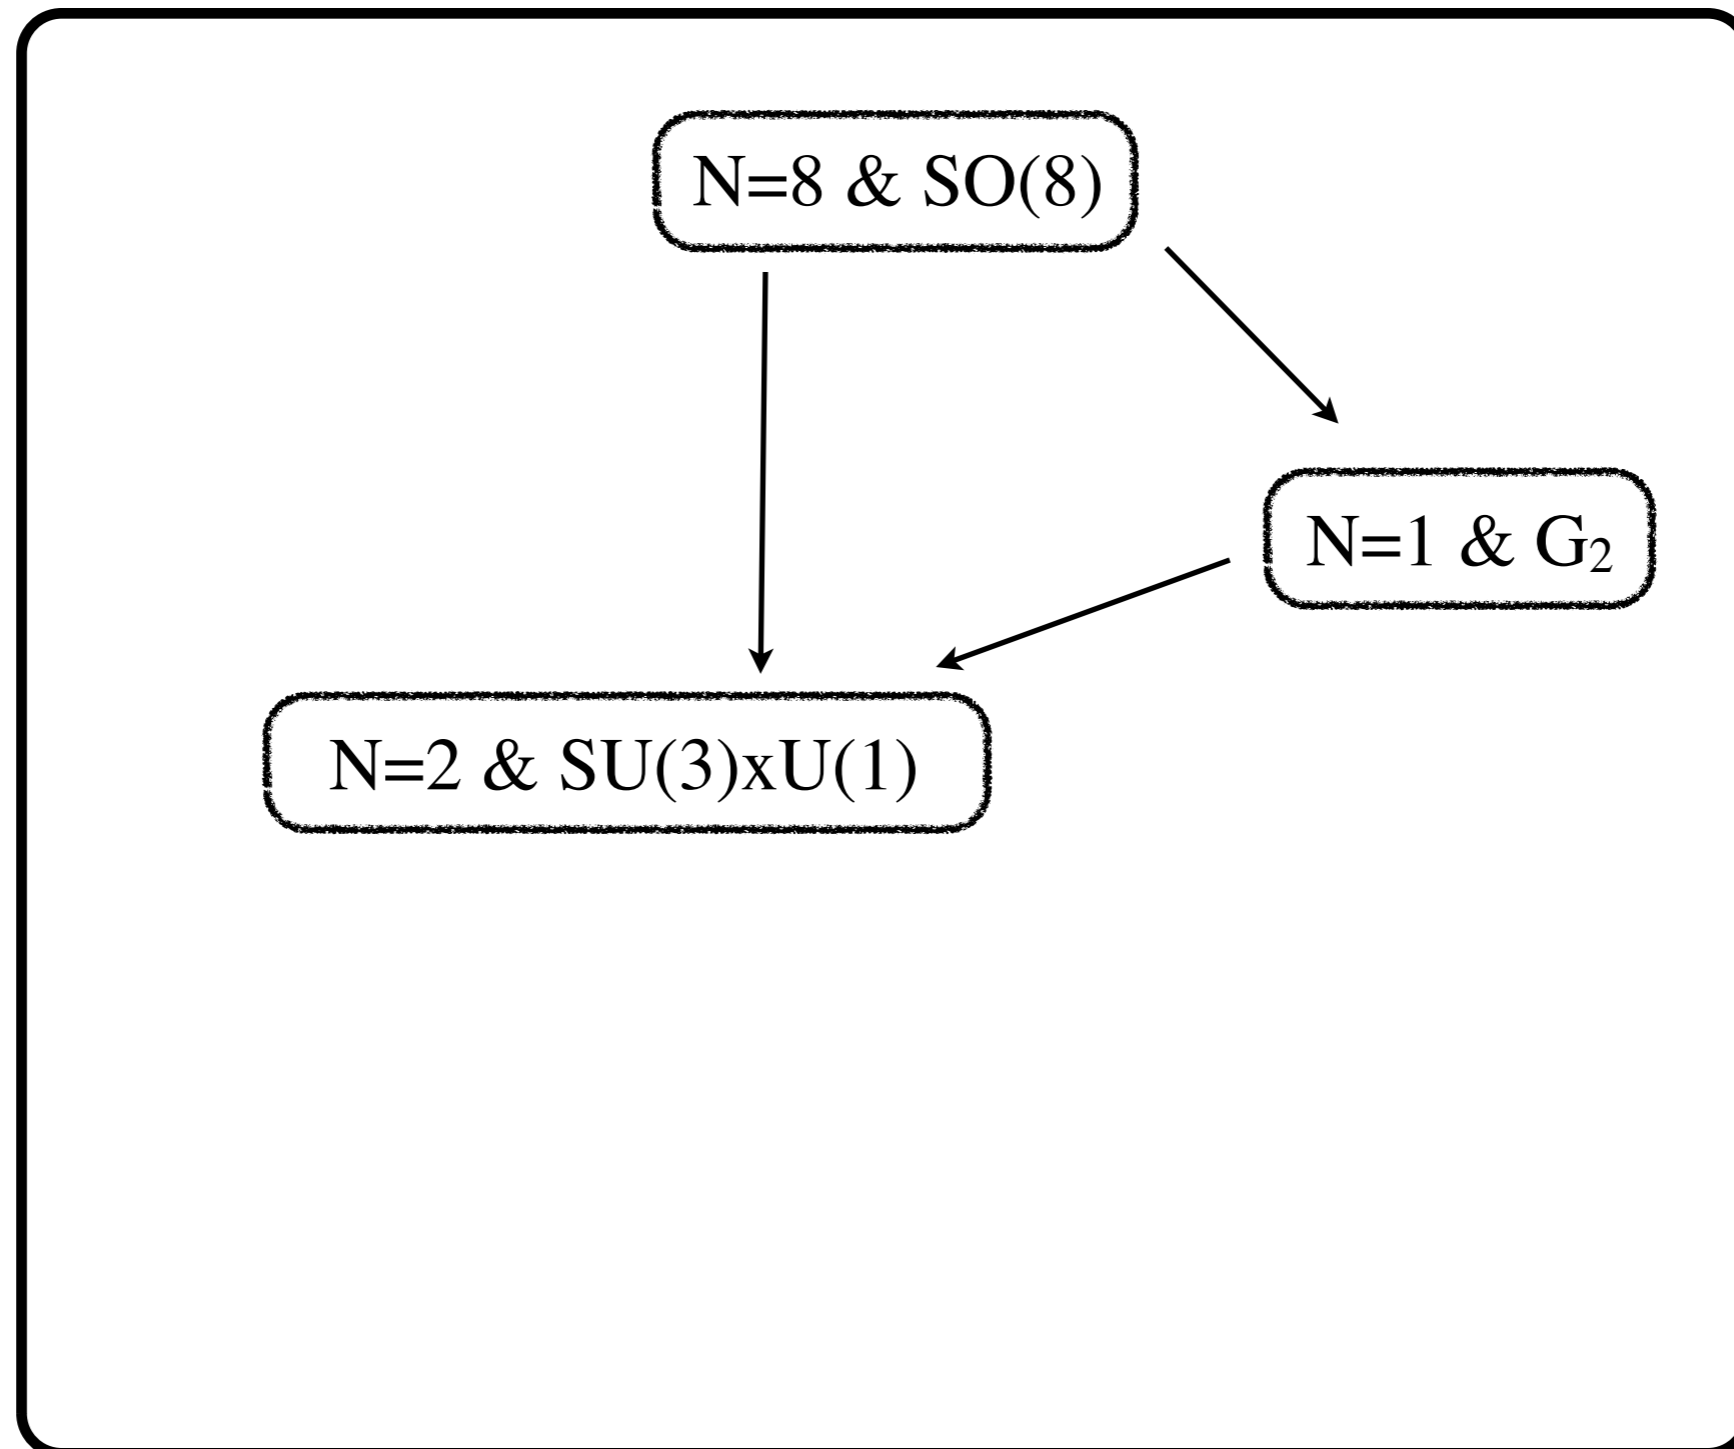 N=8 & SO(8)
N=1 & G₂
N=2 & SU(3)xU(1)